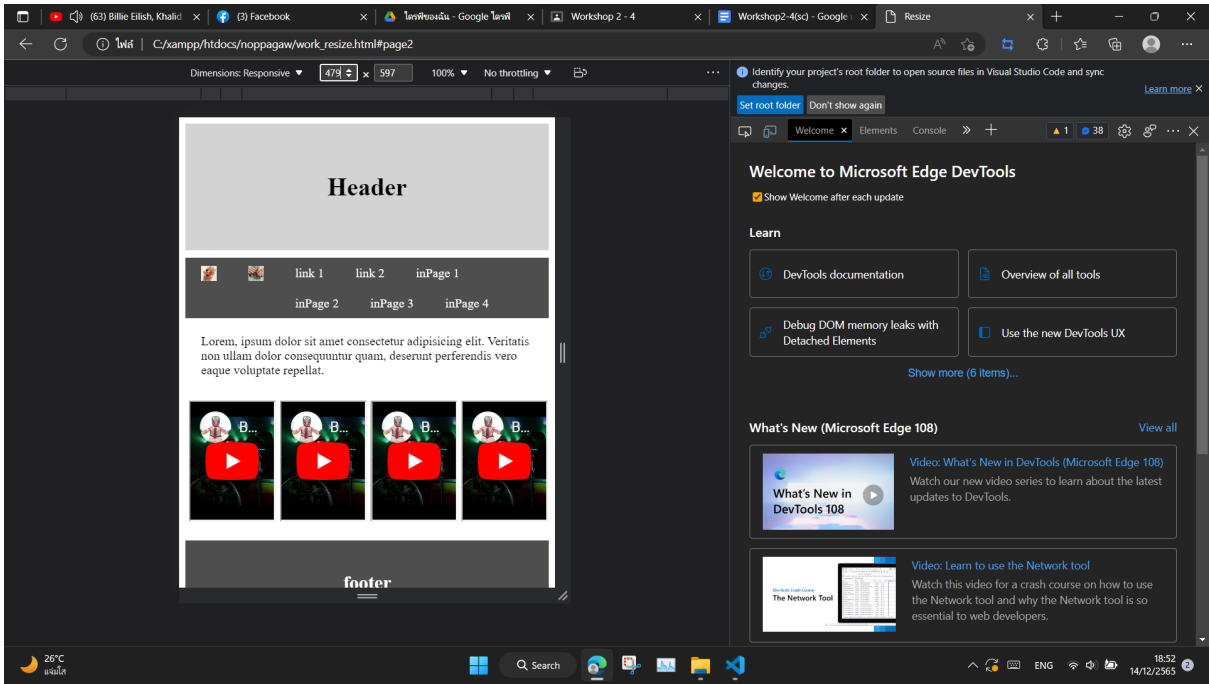 (63) Billie Eilish, Khalid
(3) Facebook
ไดรฟ์ของฉัน - Google ไดรฟ์
Workshop 2 - 4
Workshop2-4(sc) - Google
Resize
ไฟล์ | C:/xampp/htdocs/noppagaw/work_resize.html#page2
Dimensions: Responsive ▼ 479 x 597 100% ▼ No throttling ▼
Identify your project's root folder to open source files in Visual Studio Code and sync
changes.
Learn more
Set root folder Don't show again
Welcome Elements Console 1 38
Header
link 1 link 2 inPage 1
inPage 2 inPage 3 inPage 4
Lorem, ipsum dolor sit amet consectetur adipisicing elit. Veritatis
non ullam dolor consequuntur quam, deserunt perferendis vero
eaque voluptate repellat.
B... B... B... B...
footer
Welcome to Microsoft Edge DevTools
Show Welcome after each update
Learn
DevTools documentation
Overview of all tools
Debug DOM memory leaks with
Detached Elements
Use the new DevTools UX
Show more (6 items)...
What's New (Microsoft Edge 108)
View all
What's New in
DevTools 108
Video: What's New in DevTools (Microsoft Edge 108)
Watch our new video series to learn about the latest
updates to DevTools.
DevTools Crash Course
The Network Tool
Video: Learn to use the Network tool
Watch this video for a crash course on how to use
the Network tool and why the Network tool is so
essential to web developers.
26°C
แจ่มใส
Search
ENG
18:52
14/12/2565
2